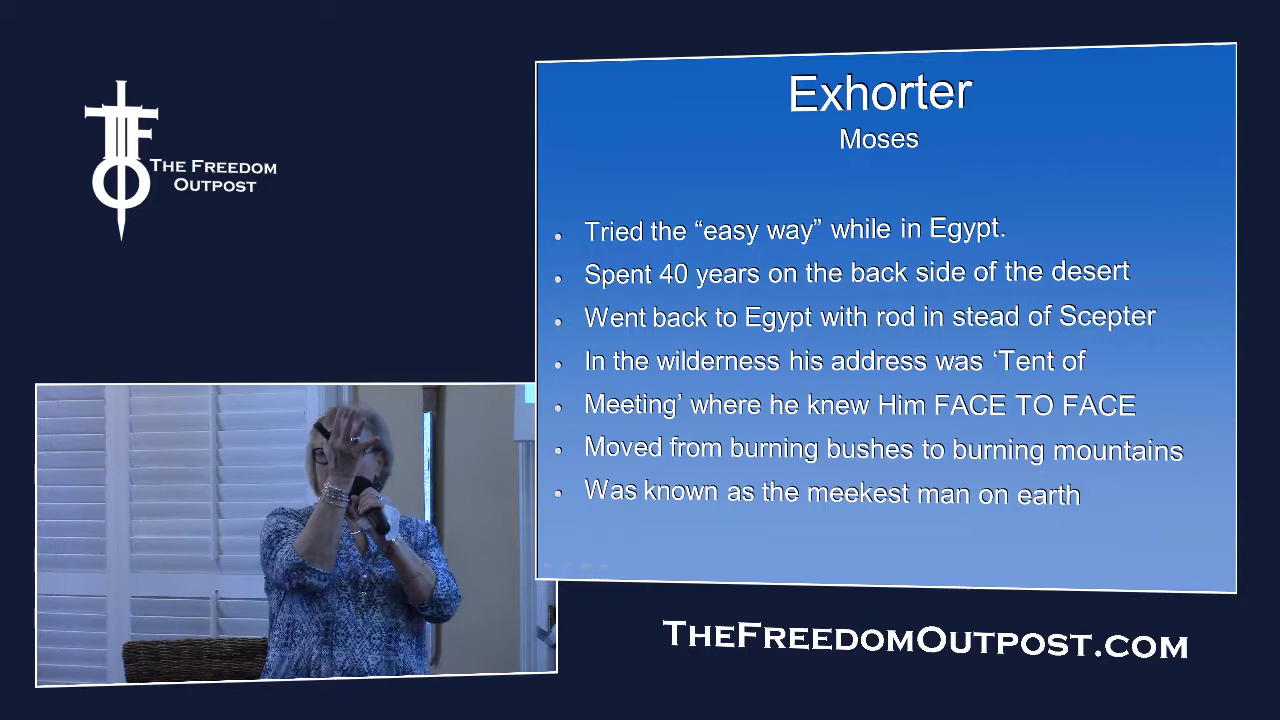 THE FREEDOM
OUTPOST
Exhorter
Moses
Tried the “easy way” while in Egypt.
Spent 40 years on the back side of the desert
Went back to Egypt with rod in stead of Scepter
In the wilderness his address was ‘Tent of
Meeting’ where he knew Him FACE TO FACE
Moved from burning bushes to burning mountains
Was known as the meekest man on earth
THEFREEDOMOUTPOST.COM